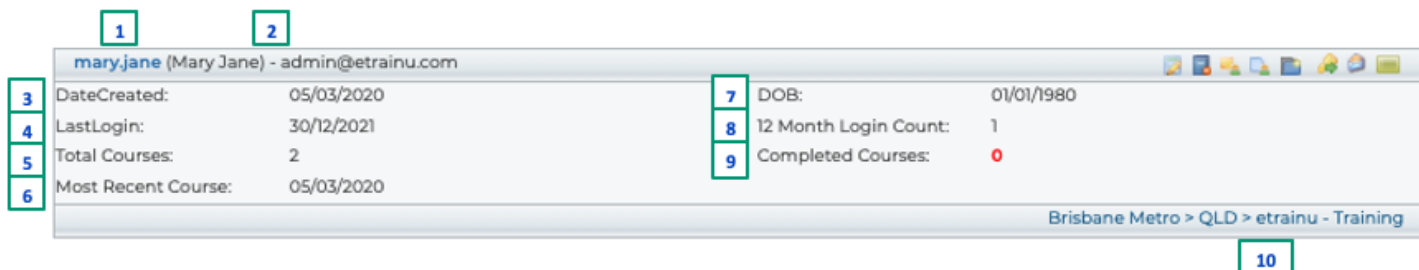 1 2
mary.jane (Mary Jane) - admin@etrainu.com
3 DateCreated: 05/03/2020 7 DOB: 01/01/1980
4 LastLogin: 30/12/2021 8 12 Month Login Count: 1
5 Total Courses: 2 9 Completed Courses: 0
6 Most Recent Course: 05/03/2020
Brisbane Metro > QLD > etrainu - Training
10